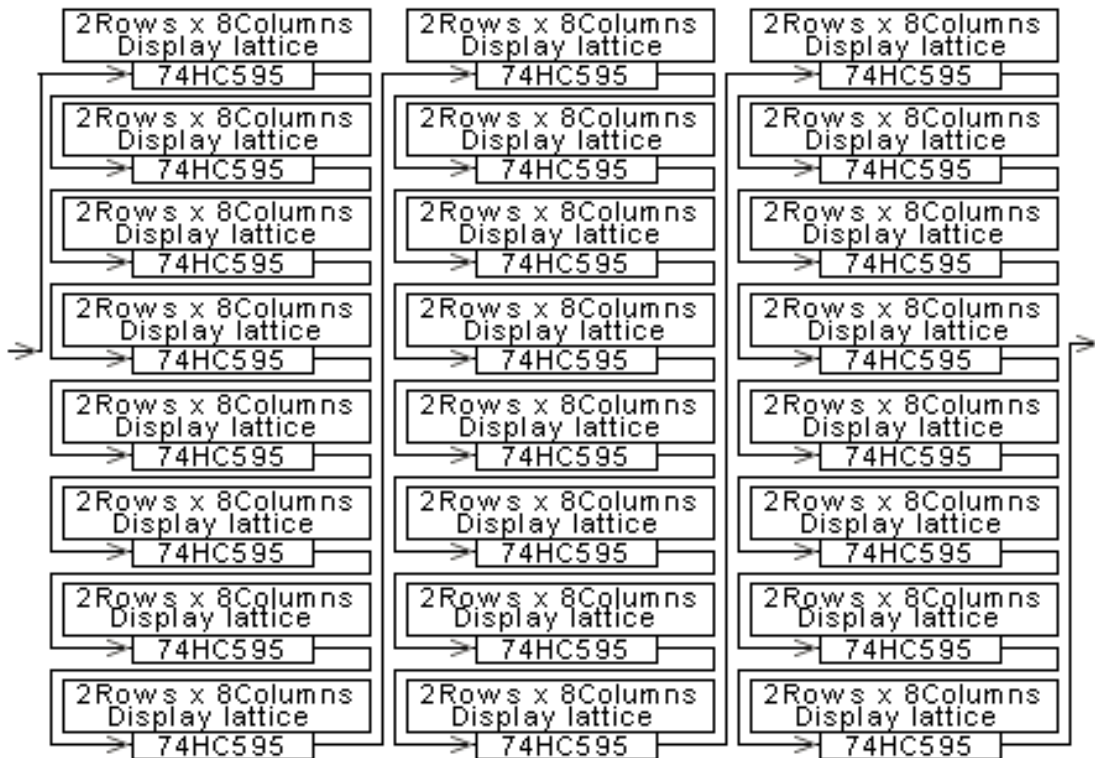 2Rows x 8Columns
Display lattice
74HC595
2Rows x 8Columns
Display lattice
74HC595
2Rows x 8Columns
Display lattice
74HC595
2Rows x 8Columns
Display lattice
74HC595
2Rows x 8Columns
Display lattice
74HC595
2Rows x 8Columns
Display lattice
74HC595
2Rows x 8Columns
Display lattice
74HC595
2Rows x 8Columns
Display lattice
74HC595
2Rows x 8Columns
Display lattice
74HC595
2Rows x 8Columns
Display lattice
74HC595
2Rows x 8Columns
Display lattice
74HC595
2Rows x 8Columns
Display lattice
74HC595
2Rows x 8Columns
Display lattice
74HC595
2Rows x 8Columns
Display lattice
74HC595
2Rows x 8Columns
Display lattice
74HC595
2Rows x 8Columns
Display lattice
74HC595
2Rows x 8Columns
Display lattice
74HC595
2Rows x 8Columns
Display lattice
74HC595
2Rows x 8Columns
Display lattice
74HC595
2Rows x 8Columns
Display lattice
74HC595
2Rows x 8Columns
Display lattice
74HC595
2Rows x 8Columns
Display lattice
74HC595
2Rows x 8Columns
Display lattice
74HC595
2Rows x 8Columns
Display lattice
74HC595